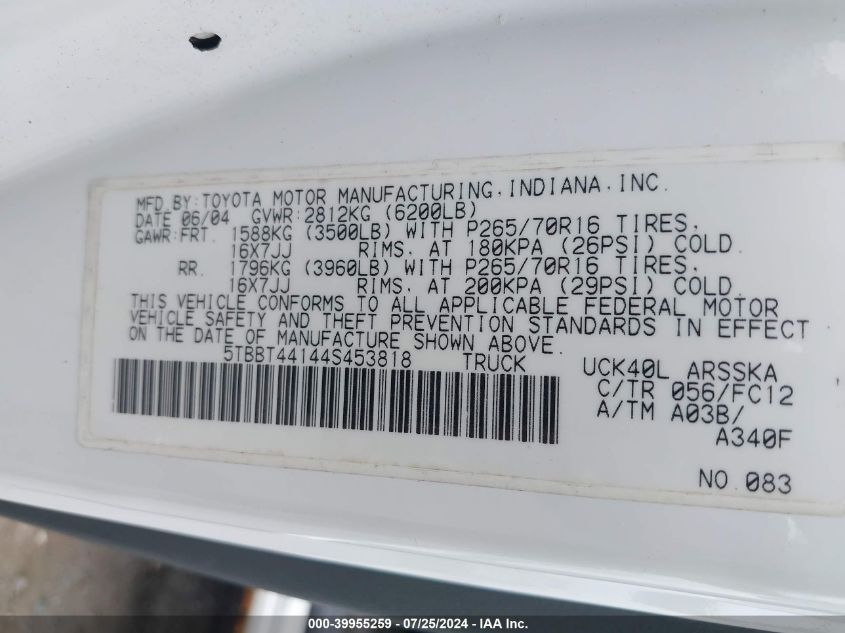 MFD.BY:TOYOTA MOTOR MANUFACTURING,INDIANA,INC.
DATE 06/04 GVWR:2812KG (6200LB)
GAWR:FRT. 1588KG (3500LB) WITH P265/70R16 TIRES,
16X7JJ RIMS, AT 180KPA (26PSI) COLD.
RR. 1796KG (3960LB) WITH P265/70R16 TIRES,
16X7JJ RIMS, AT 200KPA (29PSI) COLD.
THIS VEHICLE CONFORMS TO ALL APPLICABLE FEDERAL MOTOR
VEHICLE SAFETY AND THEFT PREVENTION STANDARDS IN EFFECT
ON THE DATE OF MANUFACTURE SHOWN ABOVE.
5TBBT44144S453818 TRUCK
UCK40L ARSSKA
C/TR 056/FC12
A/TM A03B/
A340F
NO.083
000-39955259 - 07/25/2024 - IAA Inc.